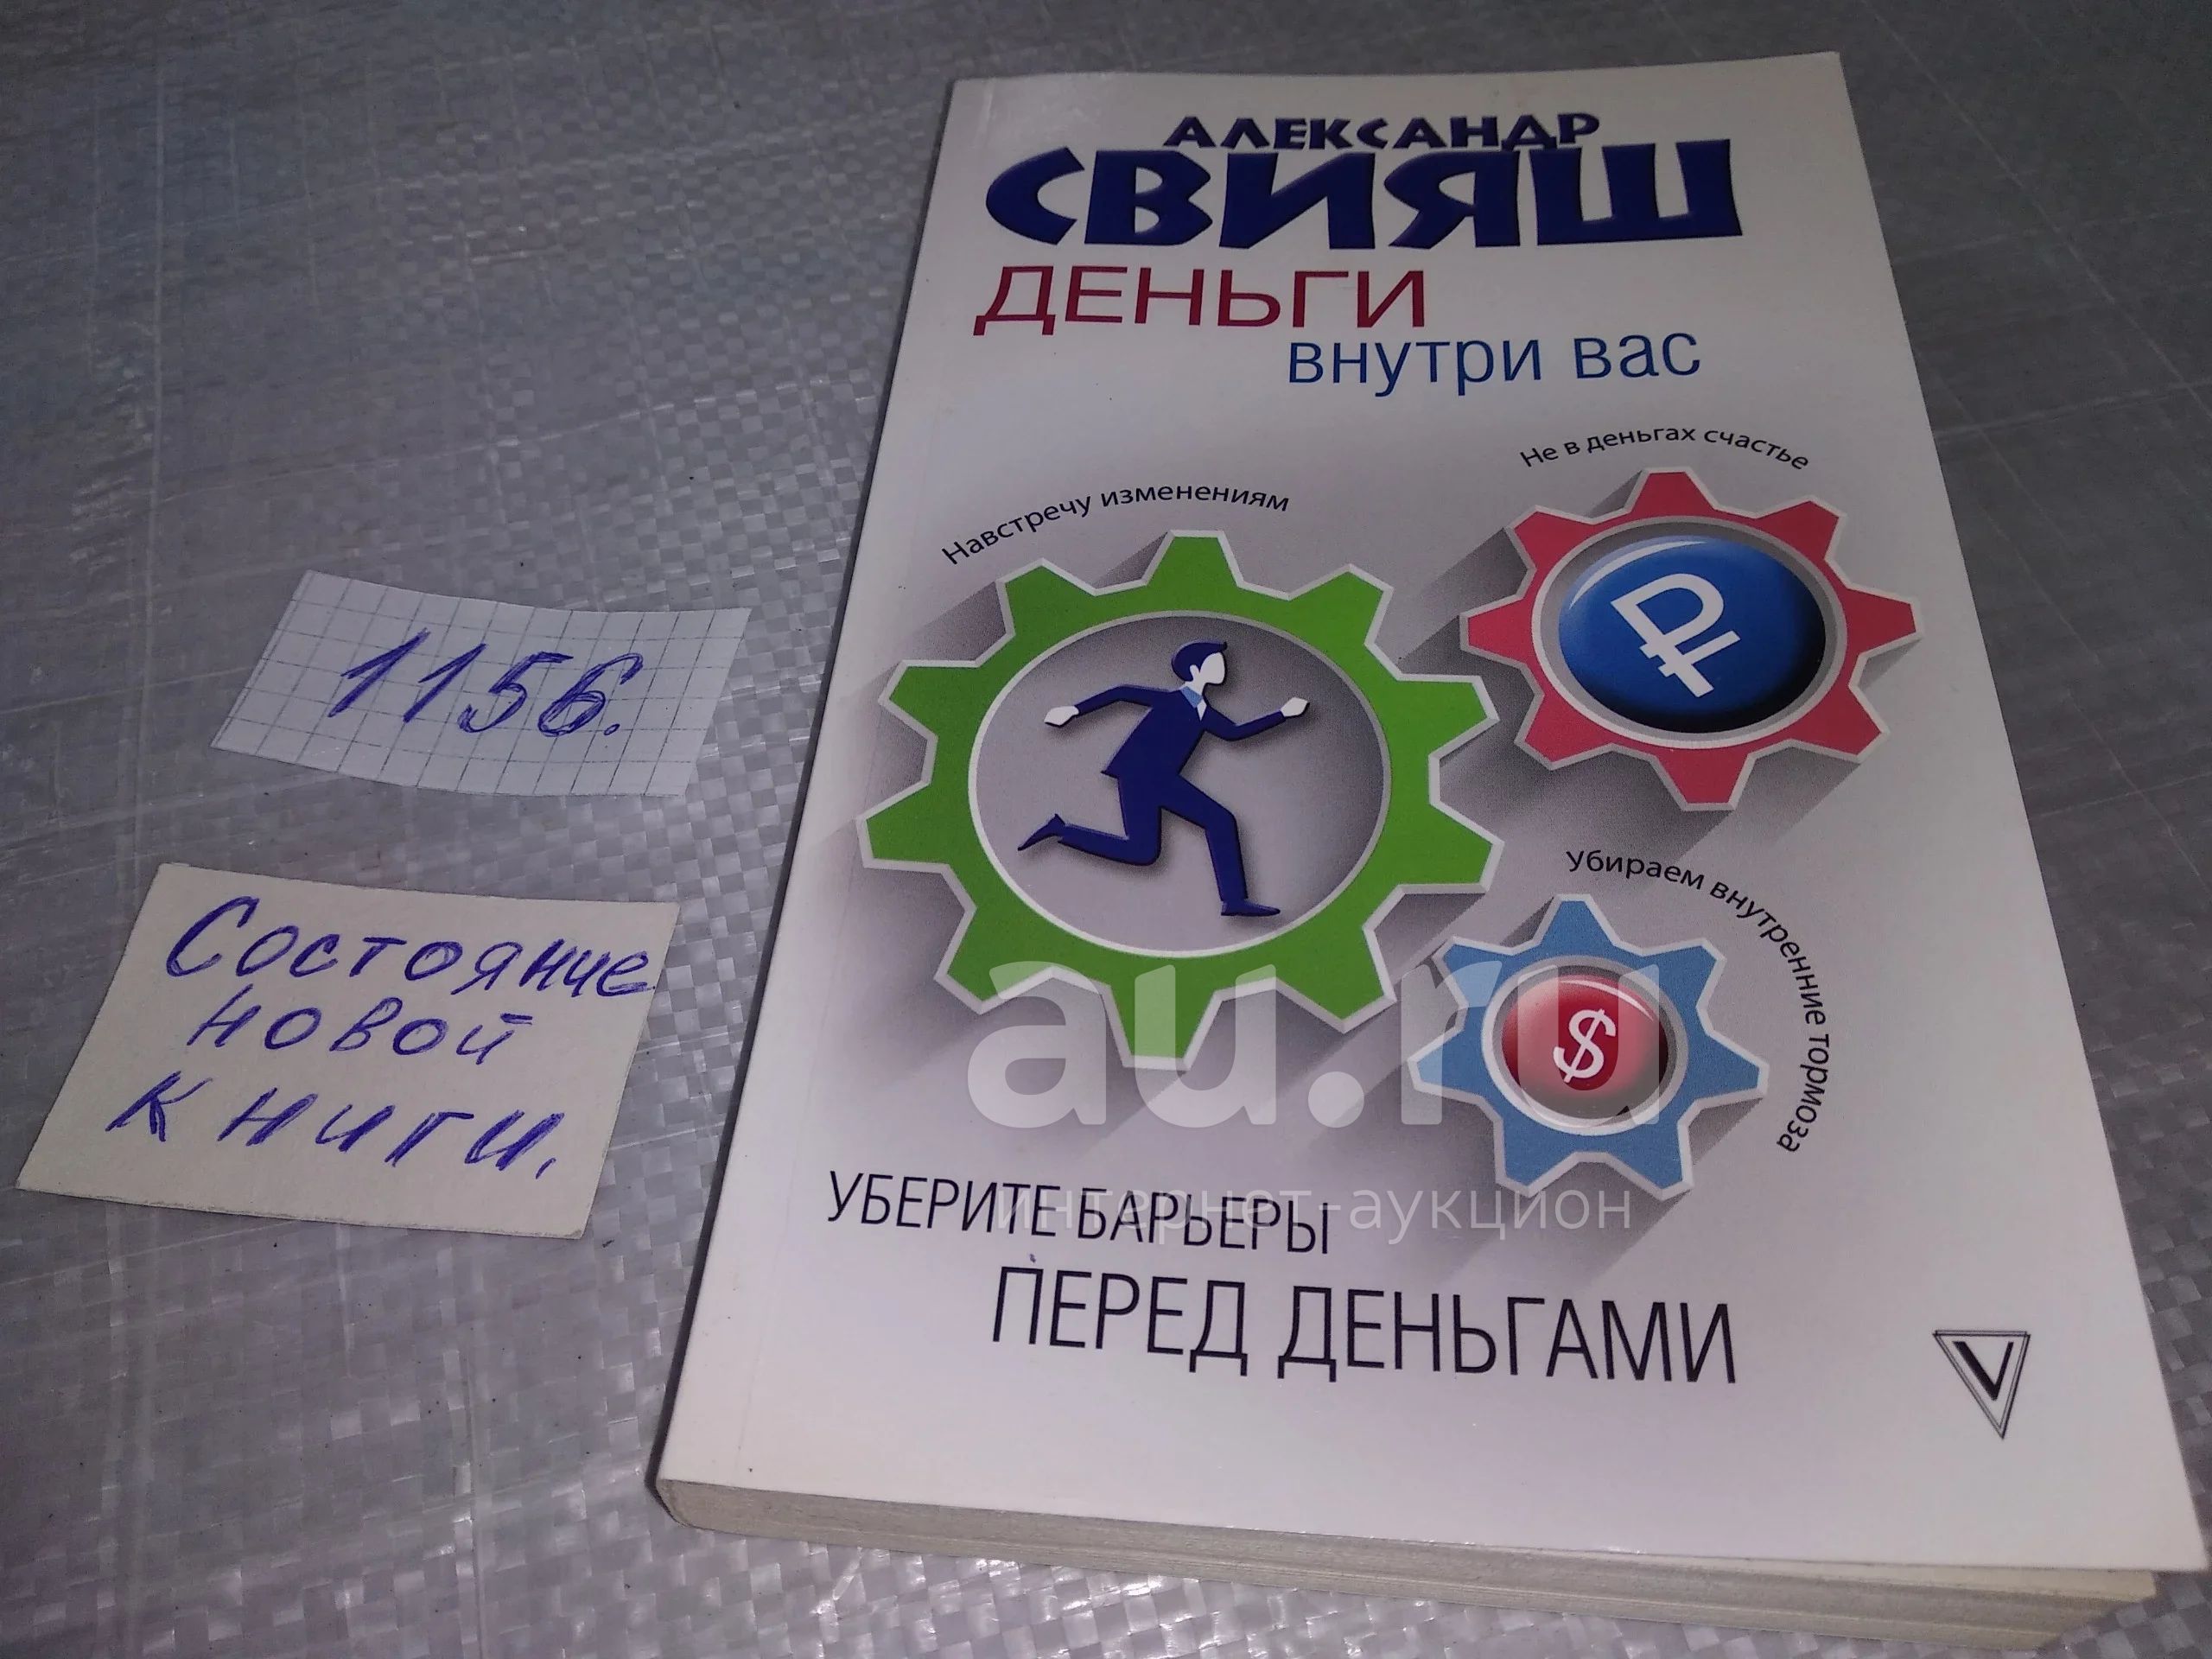 АЛЕКСАНДР
СВИЯШ
ДЕНЬГИ
внутри вас
Навстречу изменениям
Не в деньгах счастье
₽
Убираем внутренние тормоза
$
УБЕРИТЕ БАРЬЕРЫ
ПЕРЕД ДЕНЬГАМИ
V
1156.
Состояние
новой
книги.
au.ru
интернет-аукцион